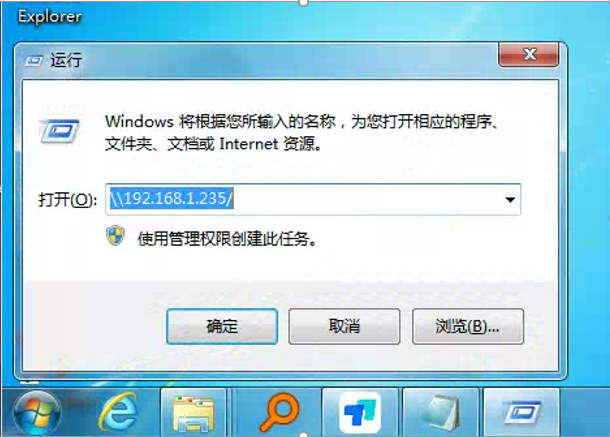 Explorer
运行
Windows 将根据您所输入的名称，为您打开相应的程序、
文件夹、文档或 Internet 资源。
打开(O):
\\192.168.1.235/
使用管理权限创建此任务。
确定
取消
浏览(B)...